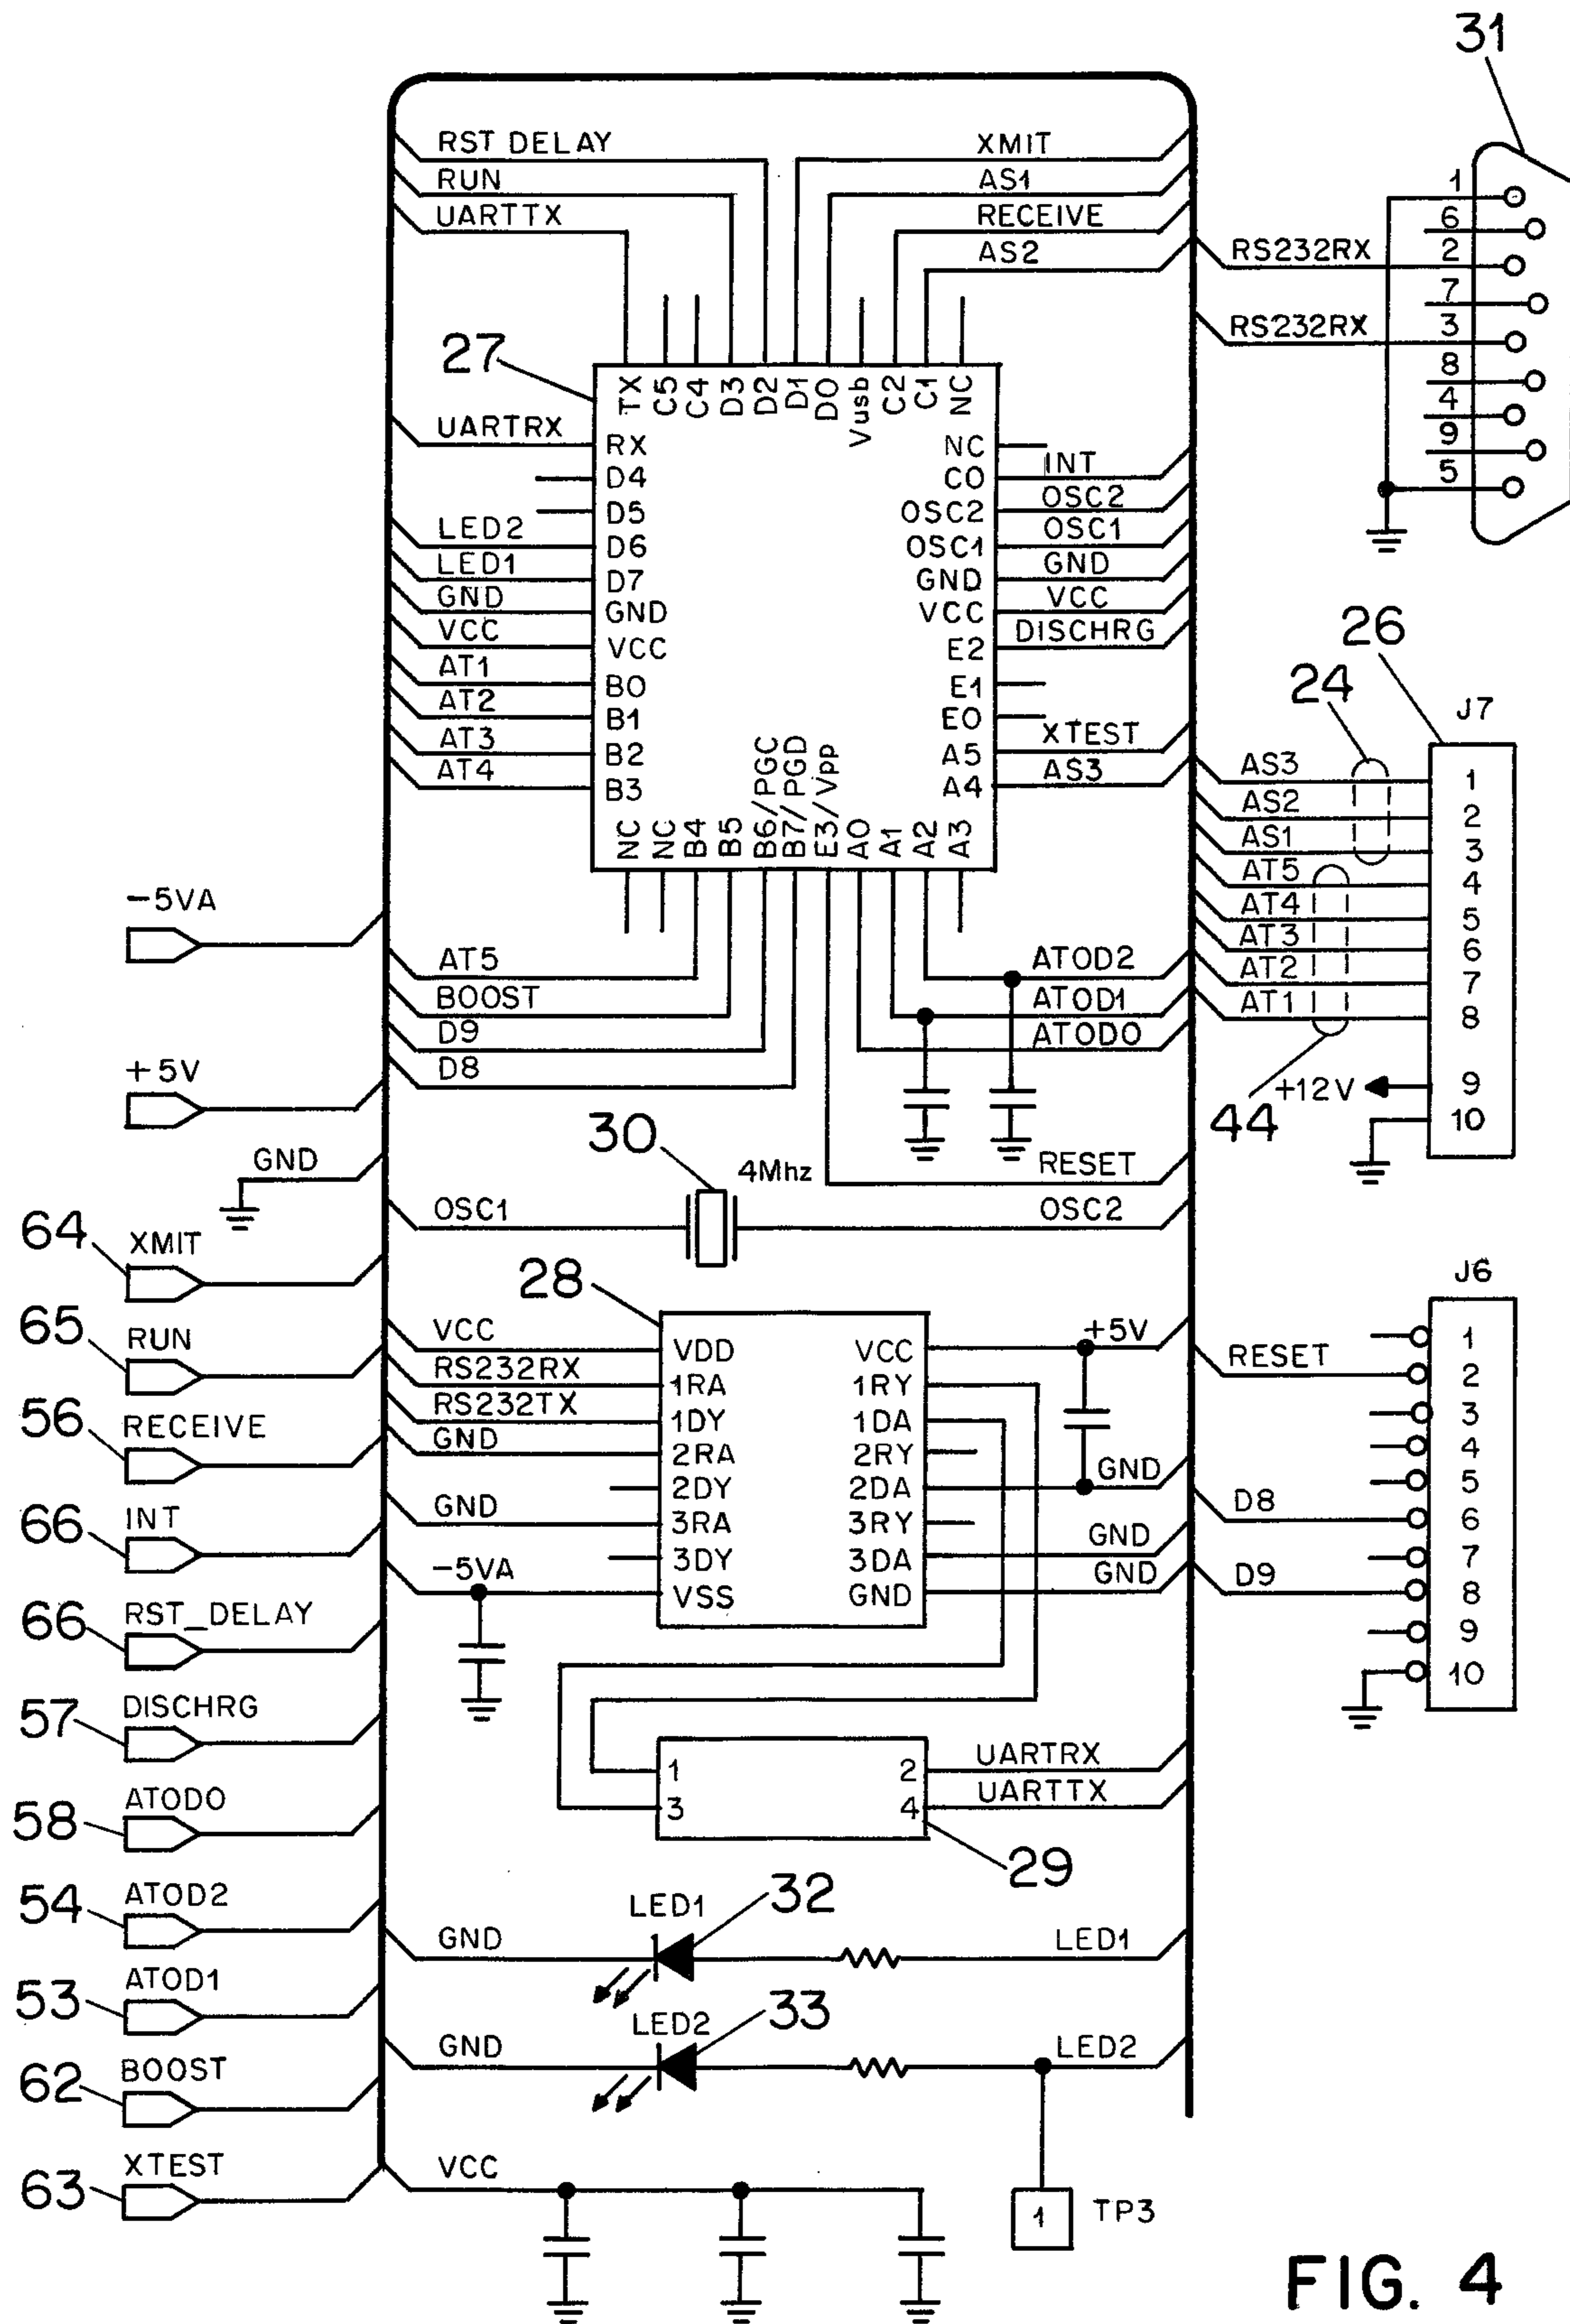 31
RST DELAY
RUN
UARTTX
XMIT
AS1
RECEIVE
AS2
RS232RX
RS232RX
1
6
2
7
3
8
4
9
5
27
TX
C5
C4
D3
D2
D1
D0
Vusb
C2
C1
NC
UARTRX
LED2
LED1
GND
VCC
AT1
AT2
AT3
AT4
RX
D4
D5
D6
D7
GND
VCC
B0
B1
B2
B3
NC
C0
OSC2
OSC1
GND
VCC
E2
E1
E0
A5
A4
INT
OSC2
OSC1
GND
VCC
DISCHRG
XTEST
AS3
NC
NC
B4
B5
B6/PGC
B7/PGD
E3/Vpp
A0
A1
A2
A3
26
24
J7
AS3
AS2
AS1
AT5
AT4
AT3
AT2
AT1
+12V
44
1
2
3
4
5
6
7
8
9
10
-5VA
+5V
GND
AT5
BOOST
D9
D8
ATOD2
ATOD1
ATOD0
RESET
30
4Mhz
OSC1
OSC2
64
XMIT
65
RUN
56
RECEIVE
66
INT
66
RST_DELAY
57
DISCHRG
58
ATOD0
54
ATOD2
53
ATOD1
62
BOOST
63
XTEST
28
VCC
RS232RX
RS232TX
GND
GND
-5VA
VDD
1RA
1DY
2RA
2DY
3RA
3DY
VSS
VCC
1RY
1DA
2RY
2DA
3RY
3DA
GND
+5V
GND
GND
GND
J6
RESET
D8
D9
1
2
3
4
5
6
7
8
9
10
1
3
2
4
UARTRX
UARTTX
29
GND
LED1
32
LED1
GND
LED2
33
LED2
VCC
1
TP3
FIG. 4